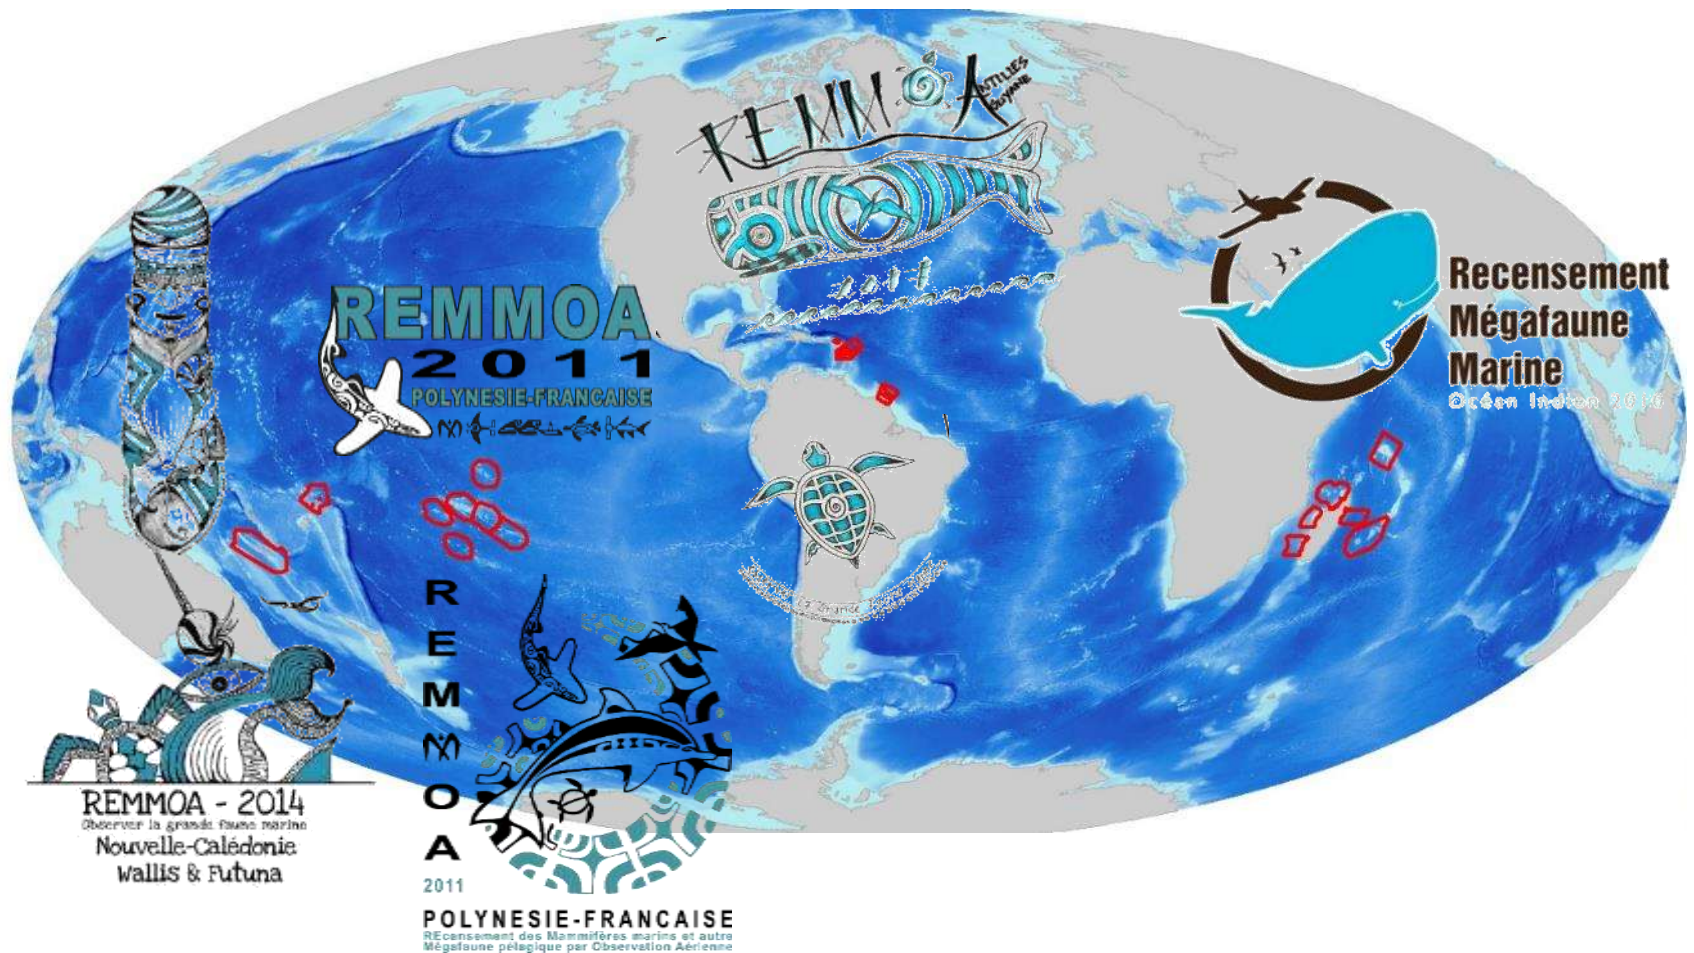 REMMOA
ANTILLES
GUYANE
REMMOA
2011
POLYNESIE-FRANCAISE
Recensement
Mégafaune
Marine
Océan Indien 2010
REMMOA - 2014
Observer la grande faune marine
Nouvelle-Calédonie
Wallis & Futuna
R
E
M
M
O
A
2011
POLYNESIE-FRANCAISE
REcensement des Mammifères marins et autre
Mégafaune pélagique par Observation Aérienne